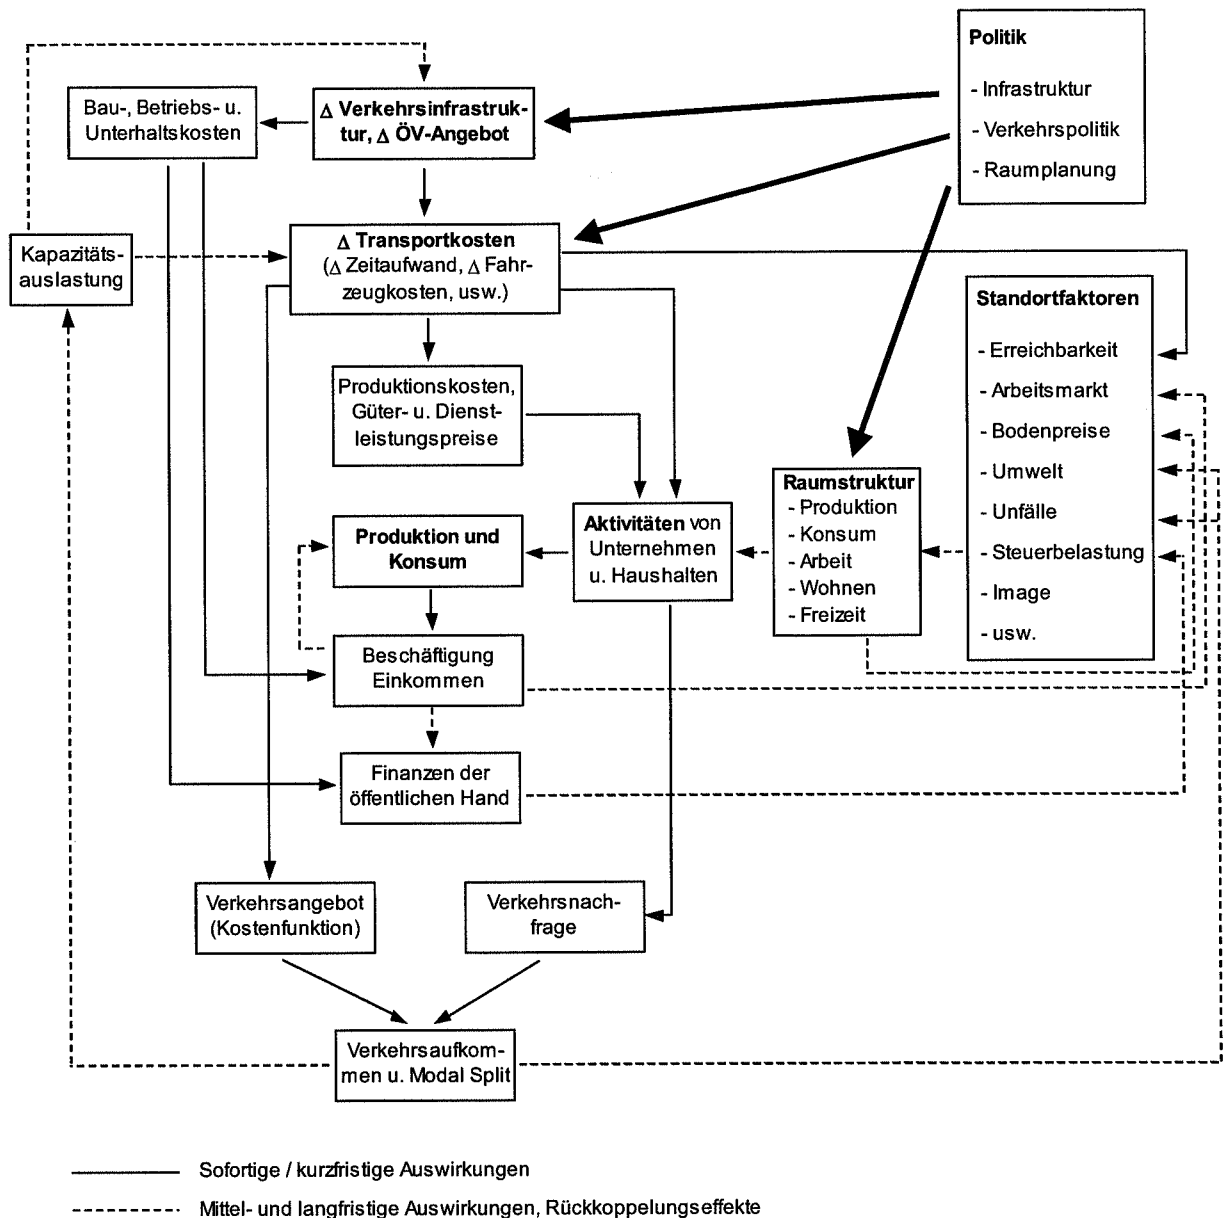 Politik
- Infrastruktur
- Verkehrspolitik
- Raumplanung
Bau-, Betriebs- u.
Unterhaltskosten
Δ Verkehrsinfrastruk-
tur, Δ ÖV-Angebot
Kapazitäts-
auslastung
Δ Transportkosten
(Δ Zeitaufwand, Δ Fahr-
zeugkosten, usw.)
Standortfaktoren
- Erreichbarkeit
- Arbeitsmarkt
- Bodenpreise
- Umwelt
- Unfälle
- Steuerbelastung
- Image
- usw.
Produktionskosten,
Güter- u. Dienst-
leistungspreise
Raumstruktur
- Produktion
- Konsum
- Arbeit
- Wohnen
- Freizeit
Aktivitäten von
Unternehmen
u. Haushalten
Produktion und
Konsum
Beschäftigung
Einkommen
Finanzen der
öffentlichen Hand
Verkehrsangebot
(Kostenfunktion)
Verkehrsnach-
frage
Verkehrsaufkom-
men u. Modal Split
Sofortige / kurzfristige Auswirkungen
Mittel- und langfristige Auswirkungen, Rückkoppelungseffekte